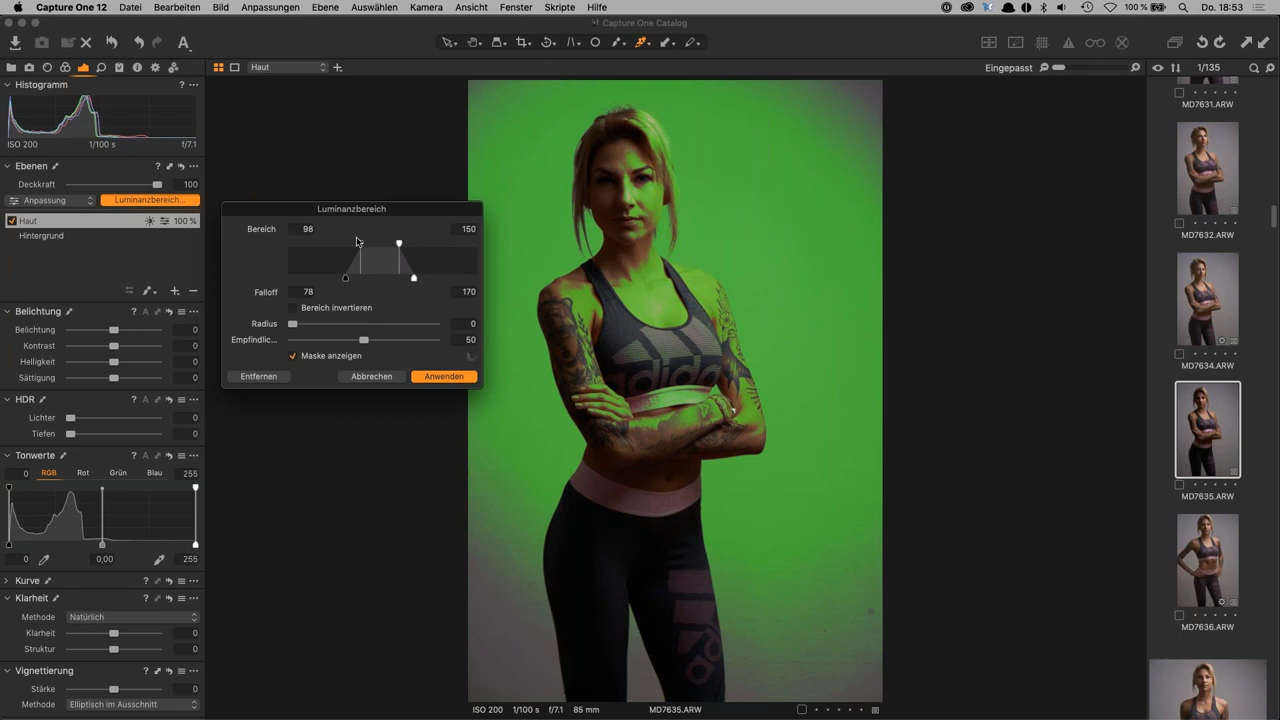 Capture One 12 Datei Bearbeiten Bild Anpassungen Ebene Auswählen Kamera Ansicht Fenster Skripte Hilfe 100 % Do. 18:53
Capture One Catalog
A
Haut
Eingepasst
1/135
Histogramm ? ...
ISO 200 1/100 s f/7.1
Ebenen ? ...
Deckkraft 100
Anpassung Luminanzbereich...
Haut 100 %
Hintergrund
Belichtung A ? ...
Belichtung 0
Kontrast 0
Helligkeit 0
Sättigung 0
HDR ? A ...
Lichter 0
Tiefen 0
Tonwerte ? A ...
0 RGB Rot Grün Blau 255
0 0,00 255
Kurve ? ...
Klarheit ? ...
Methode Natürlich
Klarheit 0
Struktur 0
Vignettierung ? ...
Stärke 0
Methode Elliptisch im Ausschnitt
Luminanzbereich
Bereich 98 150
Falloff 78 170
Bereich invertieren
Radius 0
Empfindlic... 50
Maske anzeigen
Entfernen Abbrechen Anwenden
adidas
ISO 200 1/100 s f/7.1 85 mm MD7635.ARW
MD7631.ARW
MD7632.ARW
MD7634.ARW
MD7635.ARW
MD7636.ARW